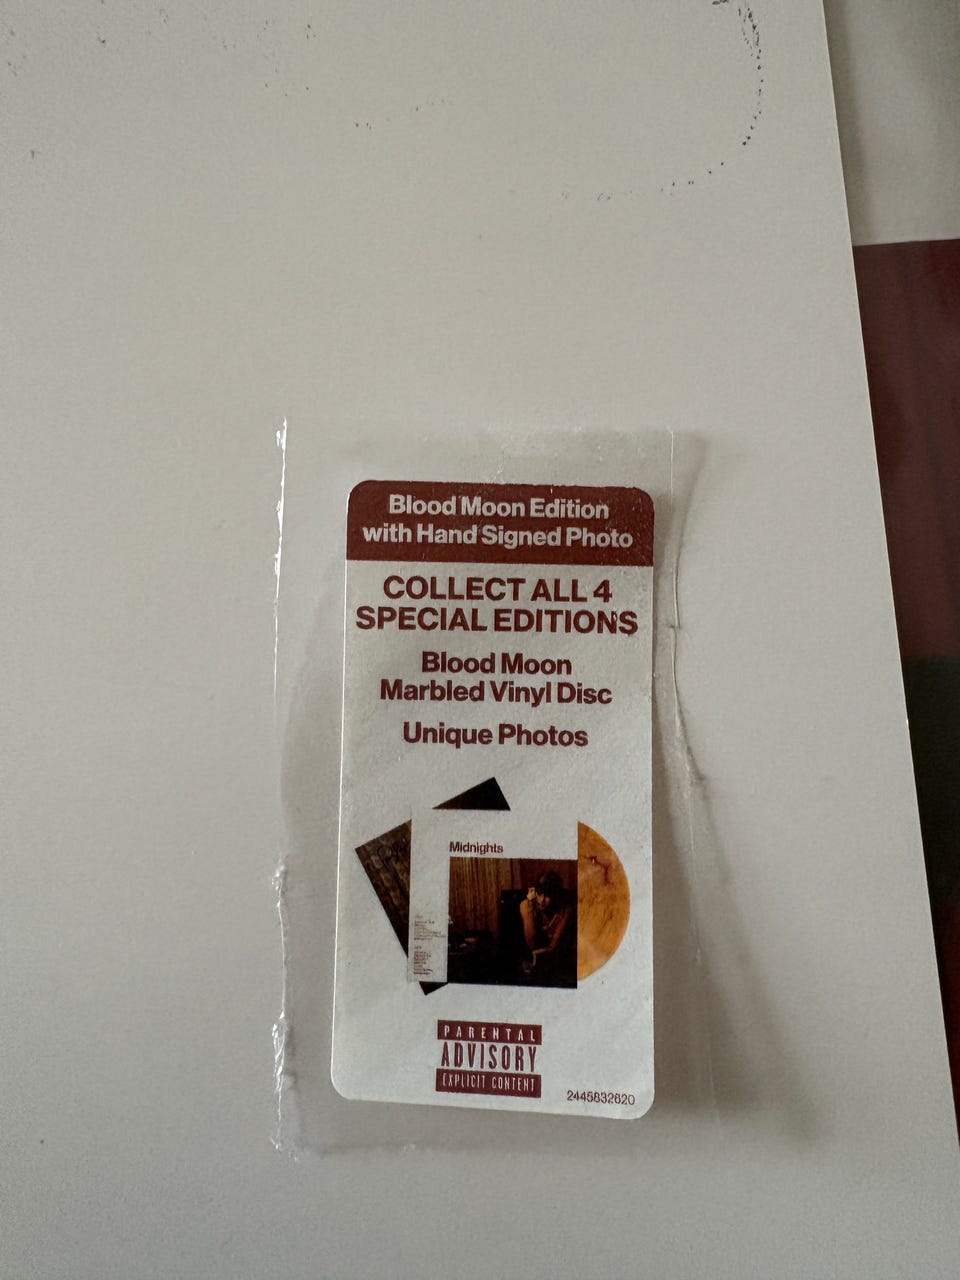 Blood Moon Edition
with Hand Signed Photo
COLLECT ALL 4
SPECIAL EDITIONS
Blood Moon
Marbled Vinyl Disc
Unique Photos
Midnights
PARENTAL
ADVISORY
EXPLICIT CONTENT
2445832620